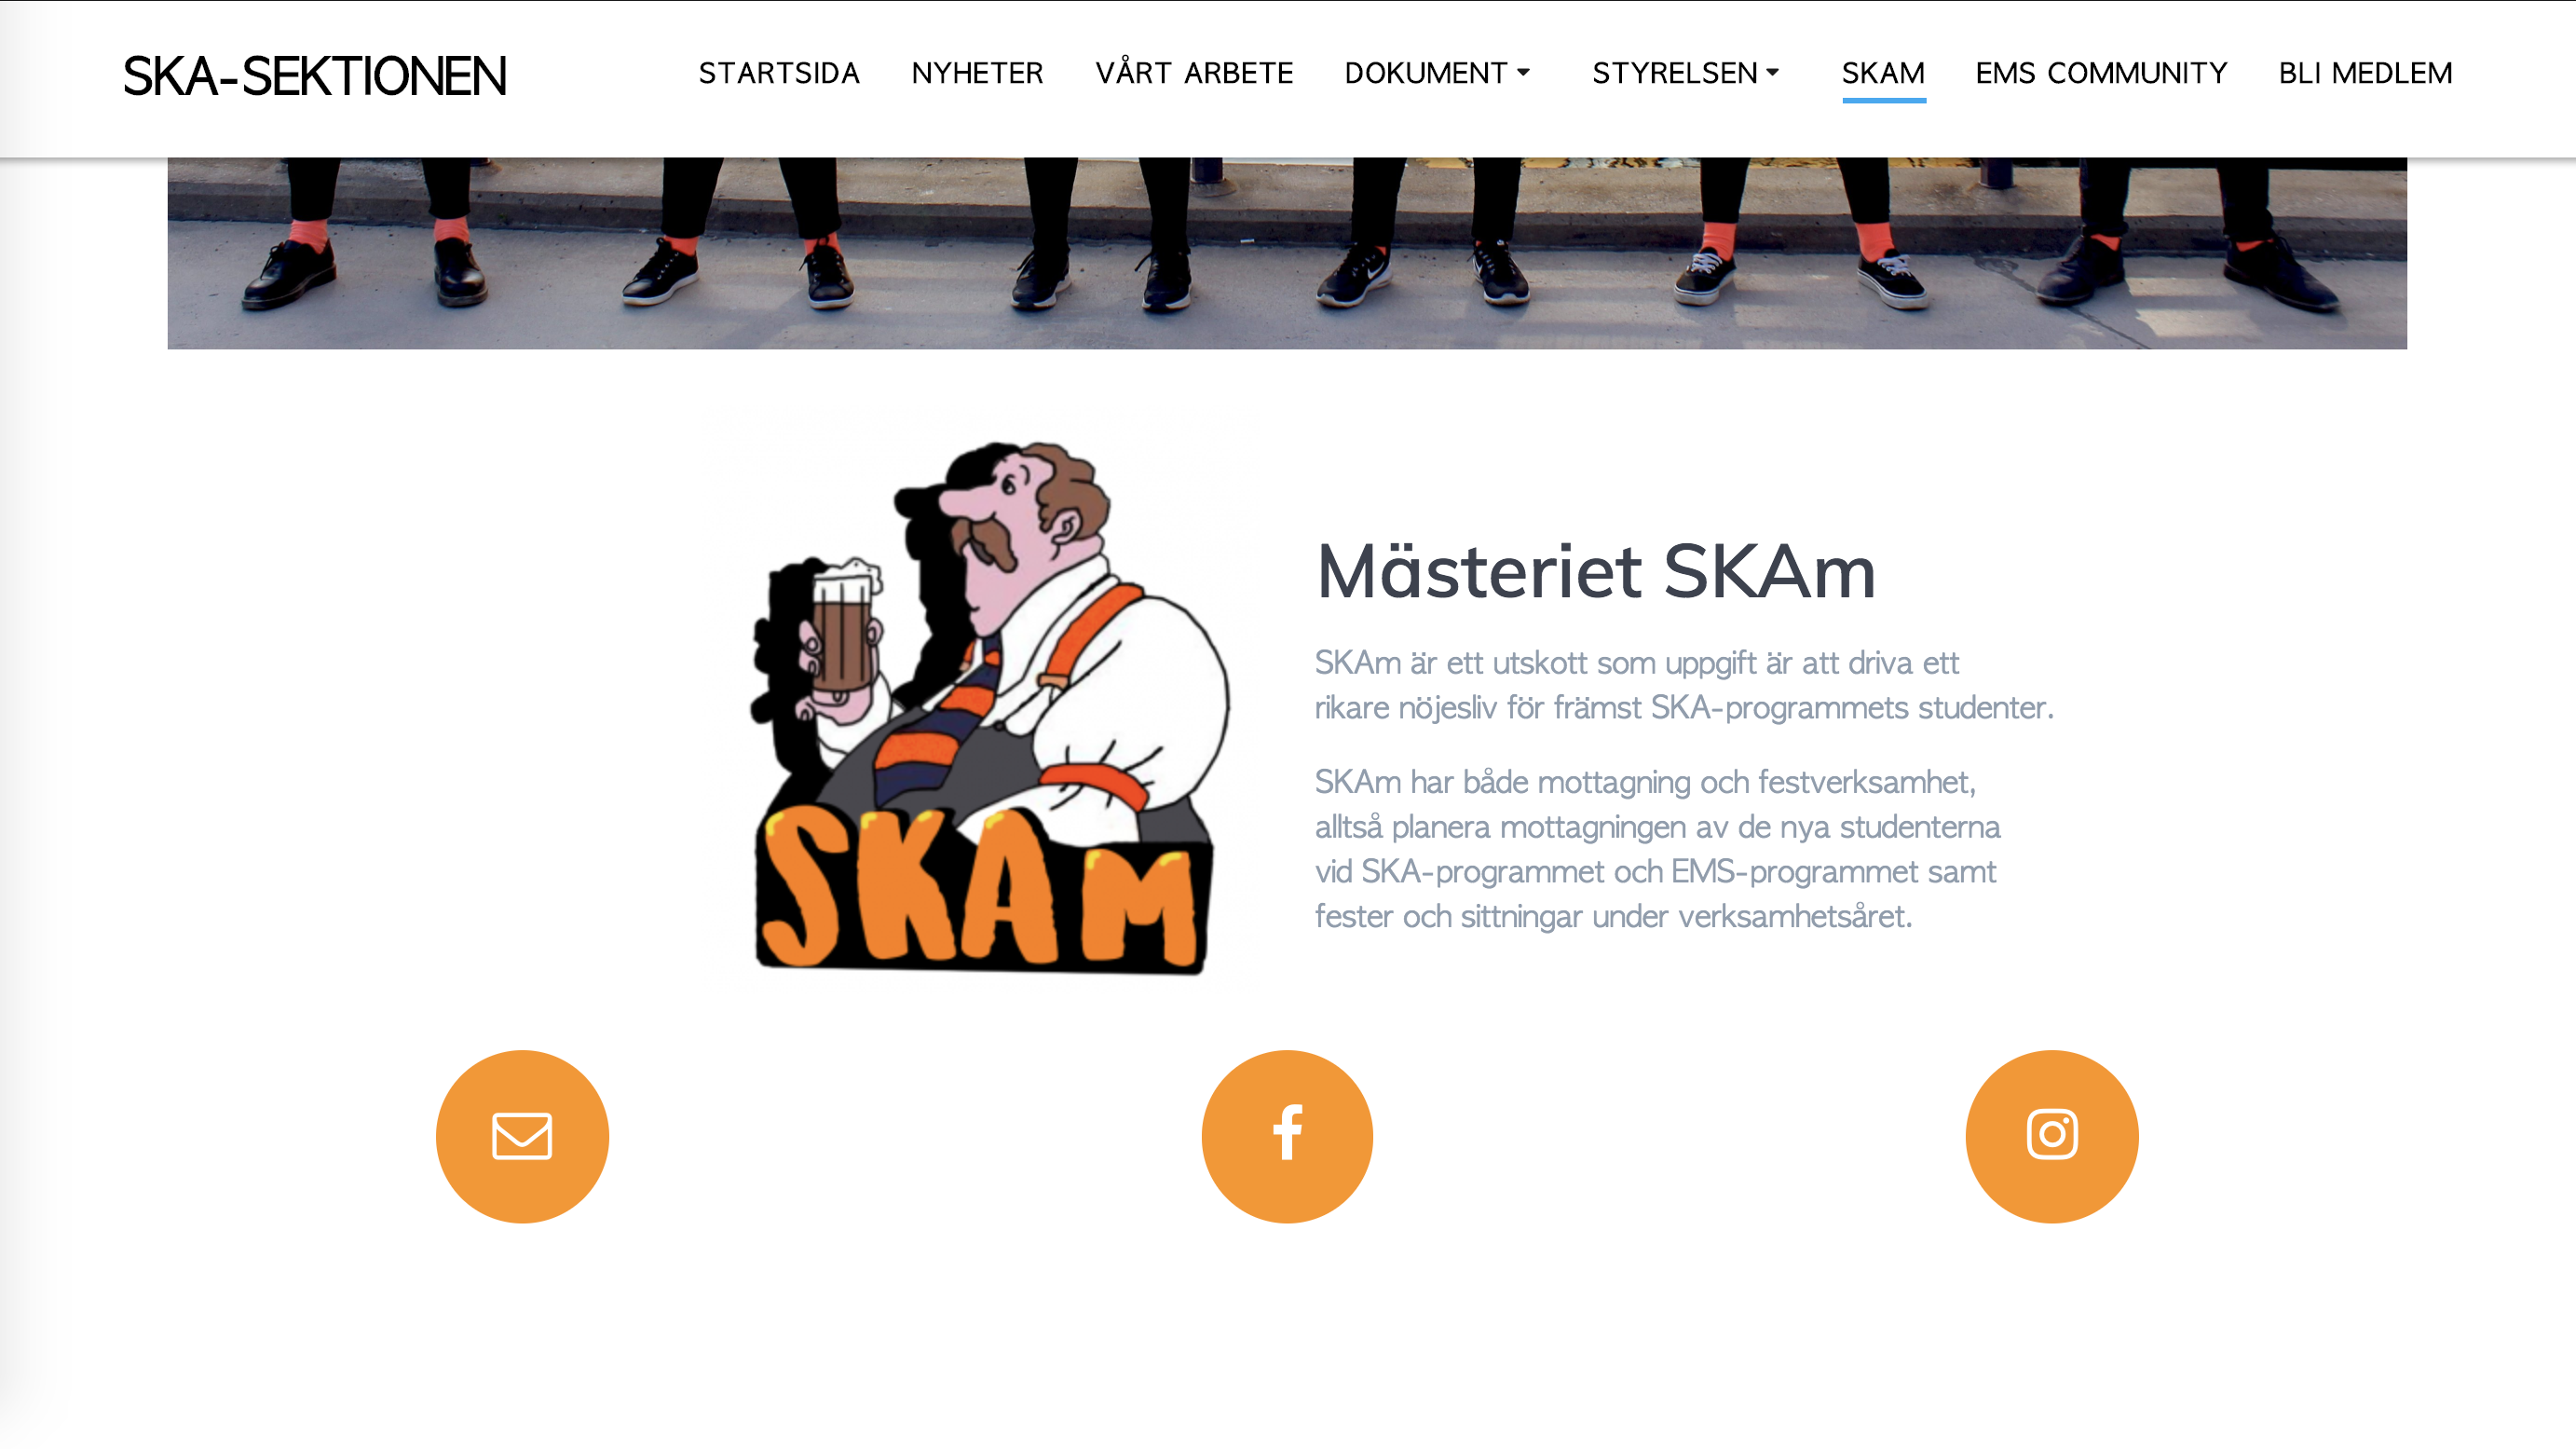 SKA-SEKTIONEN
STARTSIDA NYHETER VÅRT ARBETE DOKUMENT STYRELSEN SKAM EMS COMMUNITY BLI MEDLEM
SKAM
Mästeriet SKAm
SKAm är ett utskott som uppgift är att driva ett
rikare nöjesliv för främst SKA-programmets studenter.
SKAm har både mottagning och festverksamhet,
alltså planera mottagningen av de nya studenterna
vid SKA-programmet och EMS-programmet samt
fester och sittningar under verksamhetsåret.